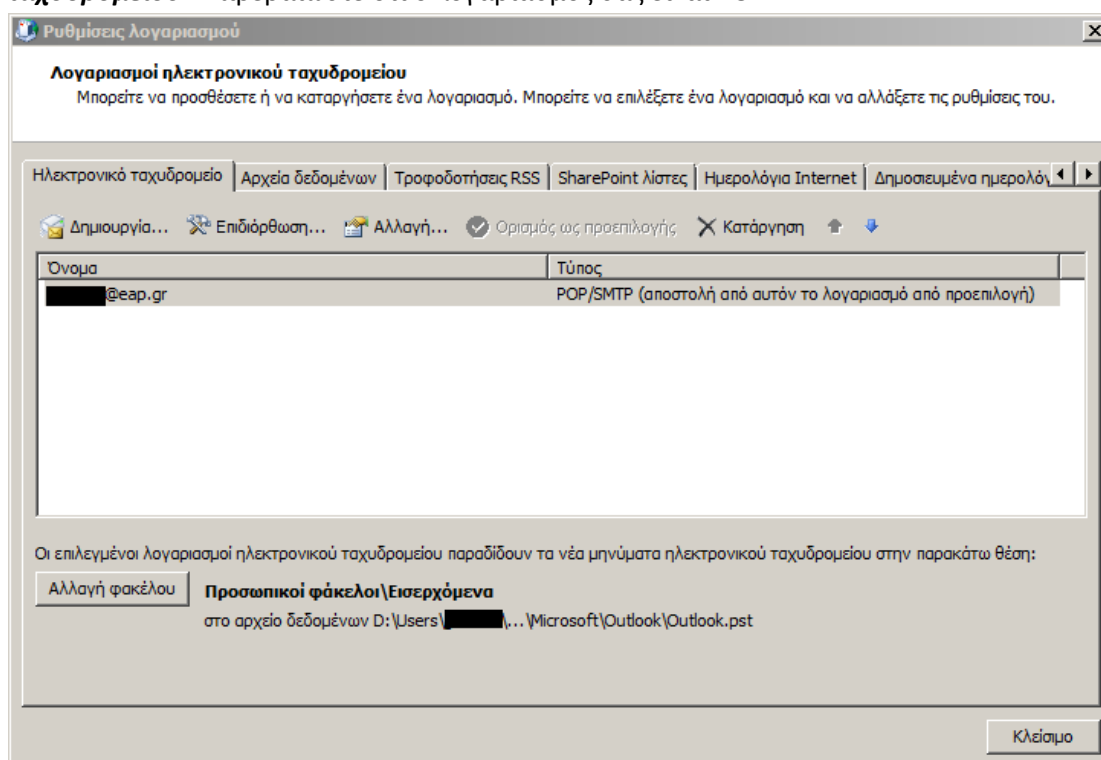 Ρυθμίσεις λογαριασμού
Λογαριασμοί ηλεκτρονικού ταχυδρομείου
Μπορείτε να προσθέσετε ή να καταργήσετε ένα λογαριασμό. Μπορείτε να επιλέξετε ένα λογαριασμό και να αλλάξετε τις ρυθμίσεις του.
Ηλεκτρονικό ταχυδρομείο Αρχεία δεδομένων Τροφοδοτήσεις RSS SharePoint λίστες Ημερολόγια Internet Δημοσιευμένα
Δημιουργία... Επιδιόρθωση... Αλλαγή... Ορισμός ως προεπιλογής Κατάργηση
Όνομα Τύπος
@eap.gr POP/SMTP (αποστολή από αυτόν το λογαριασμό από προεπιλογή)
Οι επιλεγμένοι λογαριασμοί ηλεκτρονικού ταχυδρομείου παραδίδουν τα νέα μηνύματα ηλεκτρονικού ταχυδρομείου στην παρακάτω θέση:
Αλλαγή φακέλου Προσωπικοί φάκελοι\Εισερχόμενα
στο αρχείο δεδομένων D:\Users\ \...\Microsoft\Outlook\Outlook.pst
Κλείσιμο